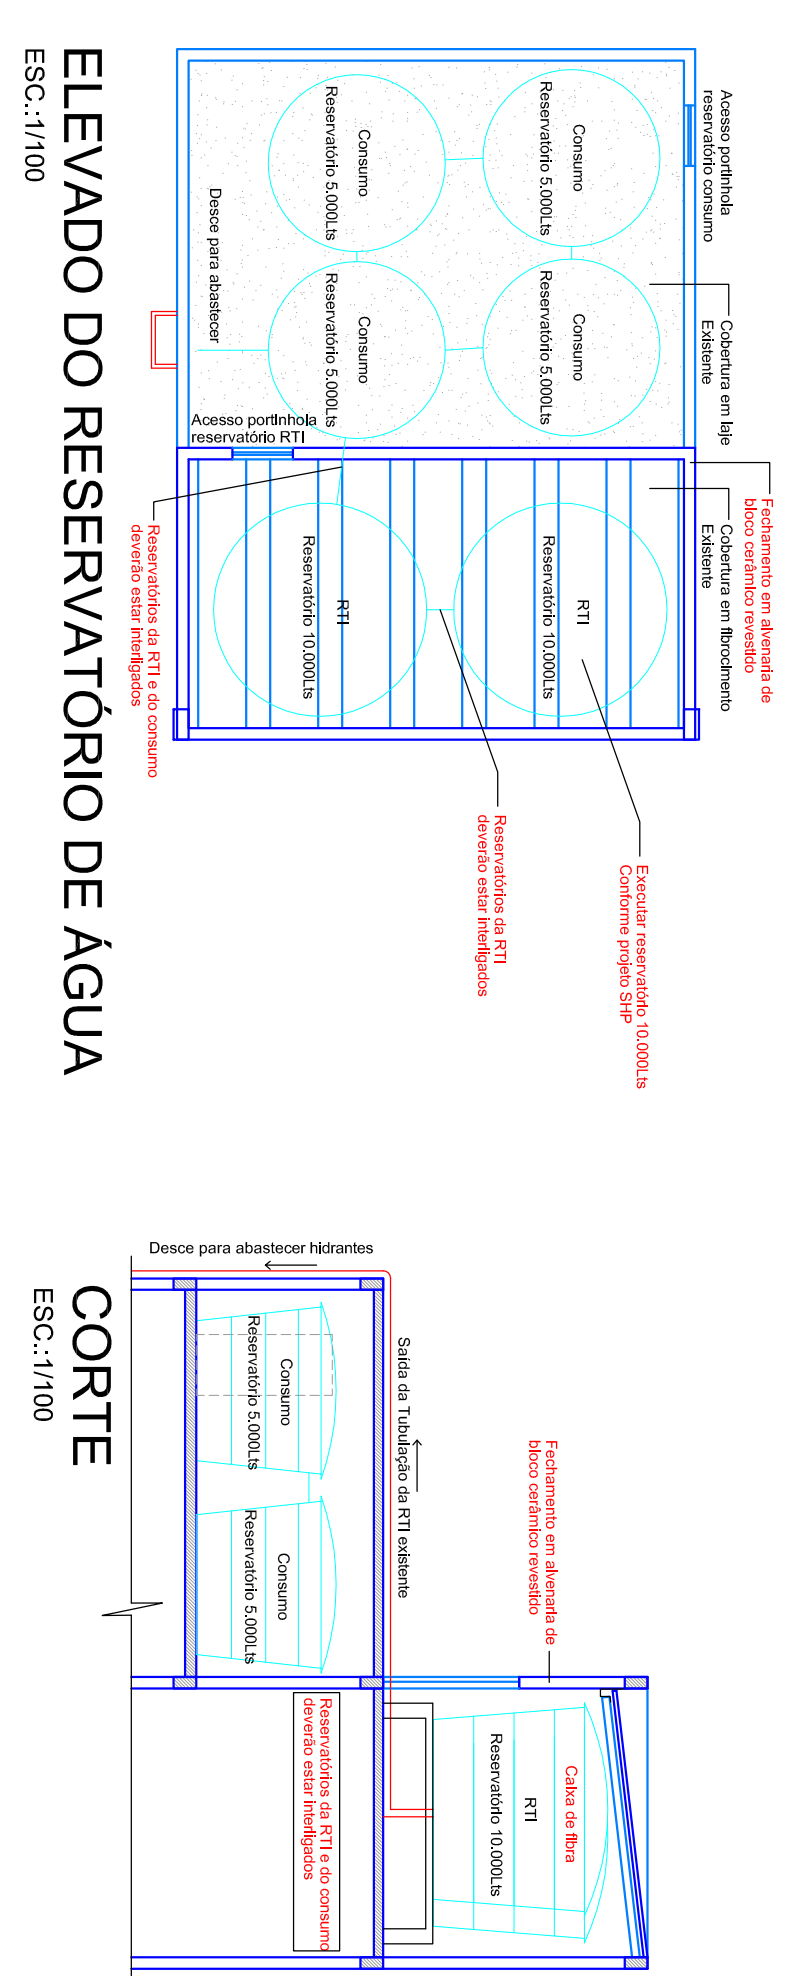 Acesso portinhola
reservatório consumo
Cobertura em laje
Existente
Fechamento em alvenaria de
bloco cerâmico revestido
Cobertura em fibrocimento
Existente
Consumo
Reservatório 5.000Lts
Consumo
Reservatório 5.000Lts
Consumo
Reservatório 5.000Lts
Consumo
Reservatório 5.000Lts
Desce para abastecer
Acesso portinhola
reservatório RTI
RTI
Reservatório 10.000Lts
RTI
Reservatório 10.000Lts
Executar reservatório 10.000Lts
Conforme projeto SHP
Reservatórios da RTI
deverão estar interligados
Reservatórios da RTI e do consumo
deverão estar interligados
ELEVADO DO RESERVATÓRIO DE ÁGUA
ESC.:1/100
Desce para abastecer hidrantes
Fechamento em alvenaria de
bloco cerâmico revestido
Saída da Tubulação da RTI existente
Caixa de fibra
RTI
Reservatório 10.000Lts
Consumo
Reservatório 5.000Lts
Consumo
Reservatório 5.000Lts
Reservatórios da RTI e do consumo
deverão estar interligados
CORTE
ESC.:1/100